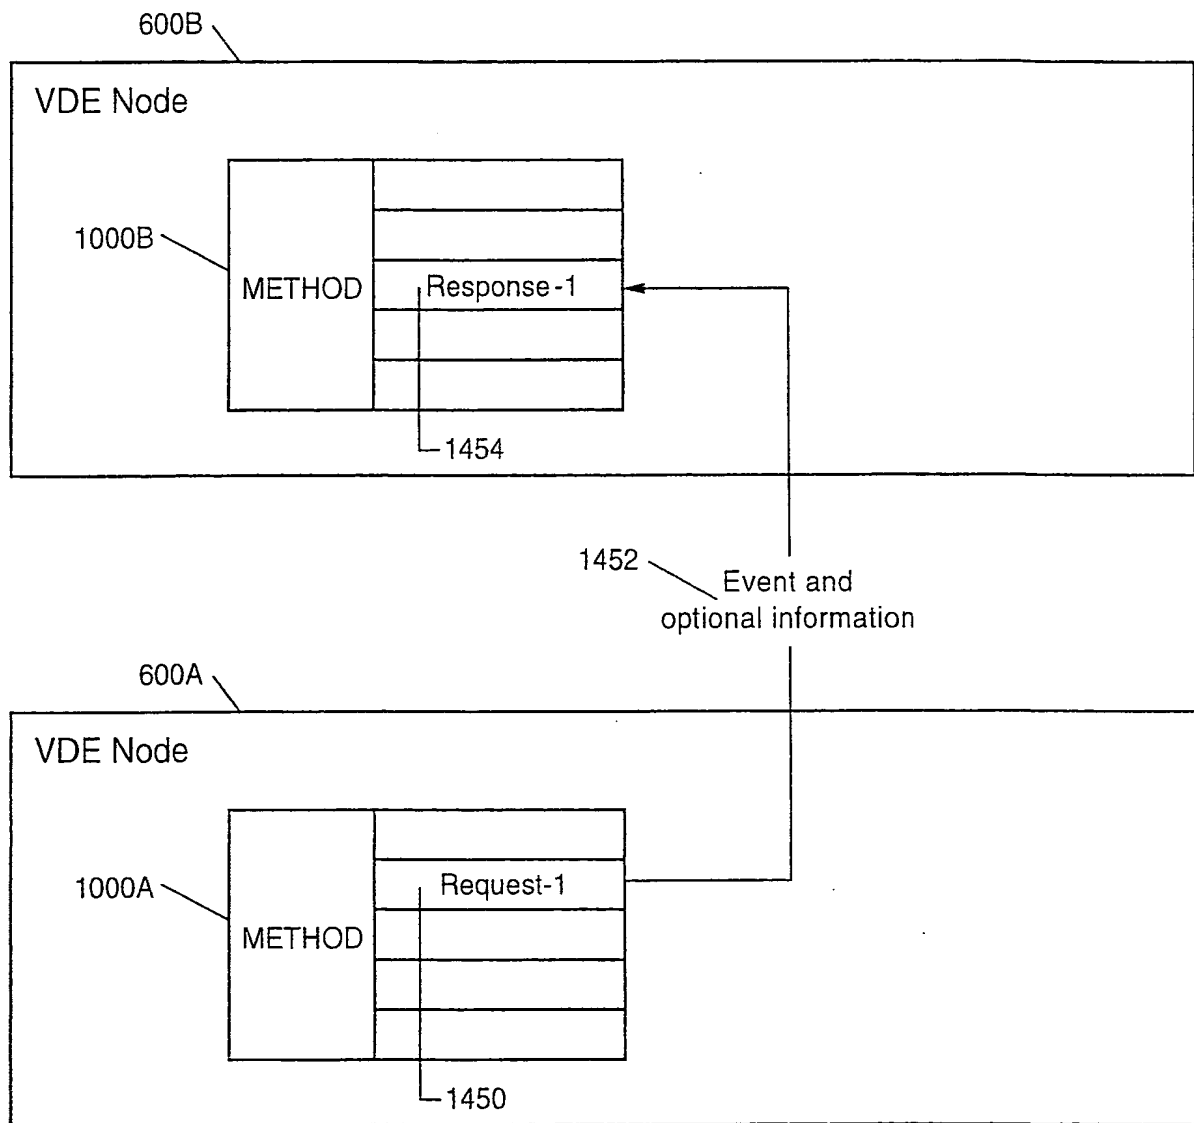 600B
VDE Node
1000B
METHOD
Response-1
1454
1452
Event and
optional information
600A
VDE Node
1000A
Request-1
METHOD
1450